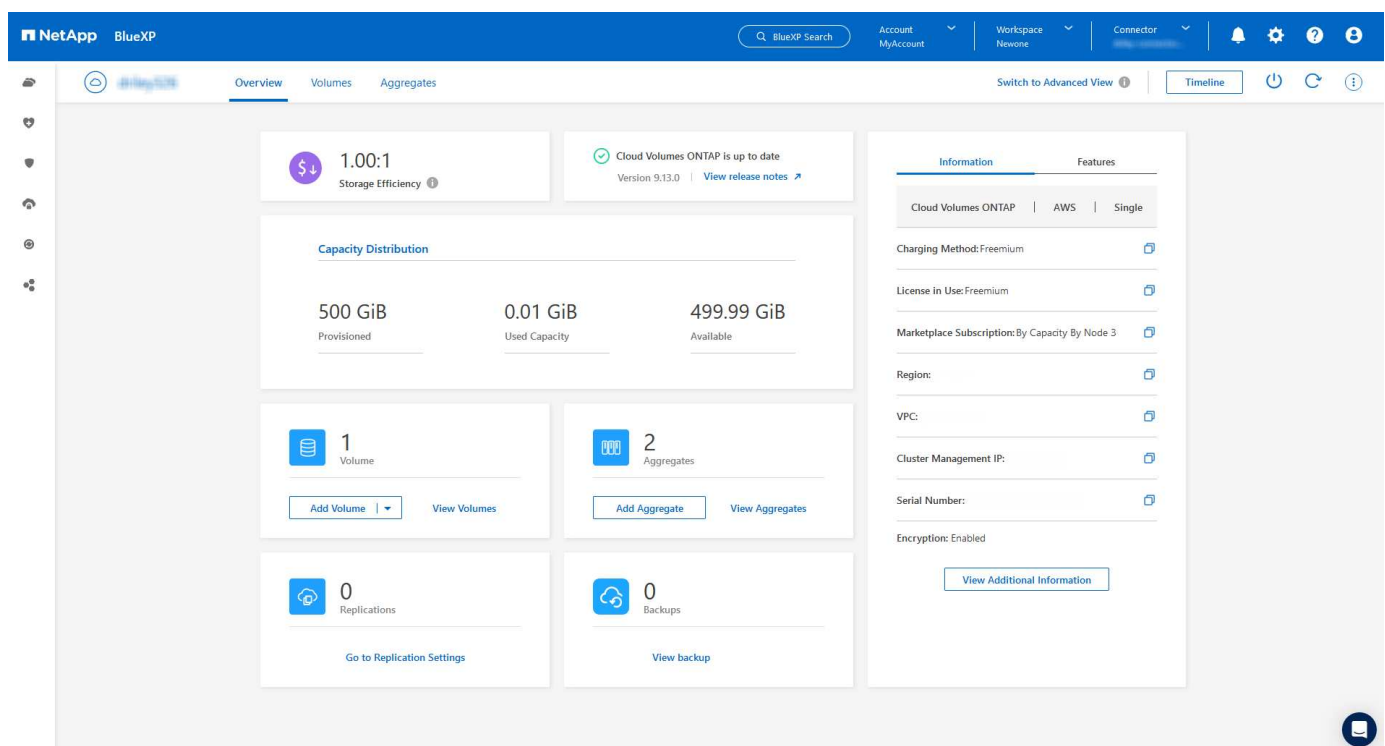 NetApp BlueXP
BlueXP Search
Account
MyAccount
Workspace
Newone
Connector
Overview
Volumes
Aggregates
Switch to Advanced View
Timeline
1.00:1
Storage Efficiency
Cloud Volumes ONTAP is up to date
Version 9.13.0 | View release notes
Capacity Distribution
500 GiB
Provisioned
0.01 GiB
Used Capacity
499.99 GiB
Available
1
Volume
Add Volume
View Volumes
2
Aggregates
Add Aggregate
View Aggregates
0
Replications
Go to Replication Settings
0
Backups
View backup
Information
Features
Cloud Volumes ONTAP | AWS | Single
Charging Method: Freemium
License in Use: Freemium
Marketplace Subscription: By Capacity By Node 3
Region:
VPC:
Cluster Management IP:
Serial Number:
Encryption: Enabled
View Additional Information